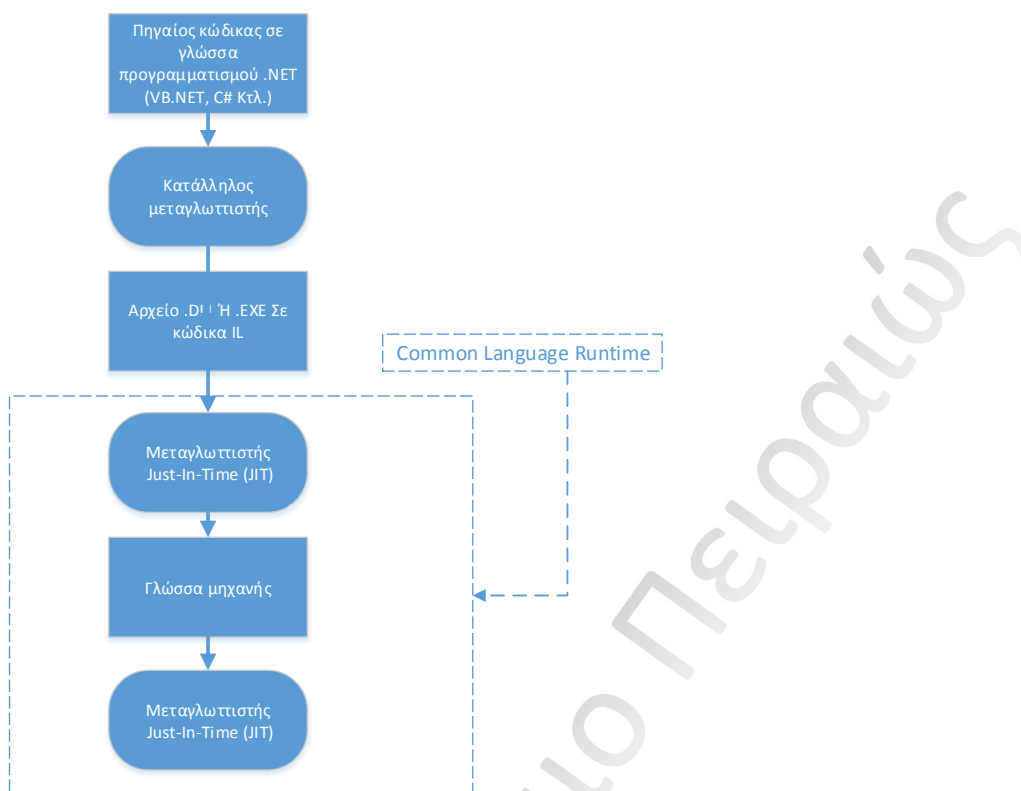 Πηγαίος κώδικας σε
γλώσσα
προγραμματισμού .NET
(VB.NET, C# Κτλ.)
Κατάλληλος
μεταγλωττιστής
Αρχείο Ή .EXE Σε
κώδικα IL
Common Language Runtime
Μεταγλωττιστής
Just-In-Time (JIT)
Γλώσσα μηχανής
Μεταγλωττιστής
Just-In-Time (JIT)
Πειραιώς